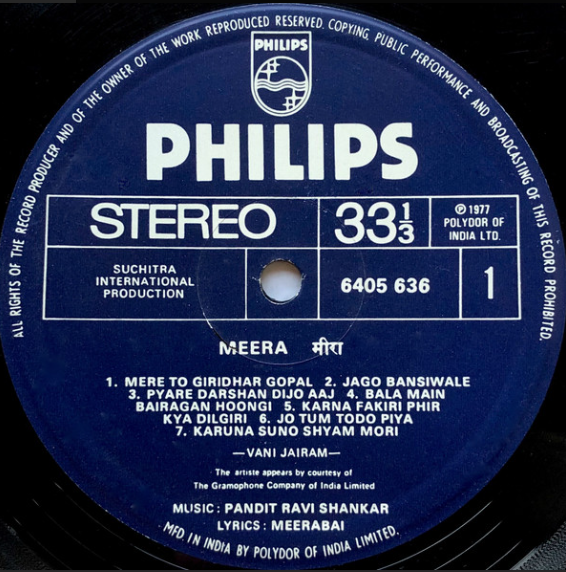 ALL RIGHTS OF THE RECORD PRODUCER AND OF THE OWNER OF THE WORK REPRODUCED RESERVED. COPYING, PUBLIC PERFORMANCE AND BROADCASTING OF THIS RECORD PROHIBITED.
PHILIPS
PHILIPS
STEREO
33 1/3
Ⓟ 1977
POLYDOR OF
INDIA LTD.
SUCHITRA
INTERNATIONAL
PRODUCTION
6405 636
1
MEERA मीरा
1. MERE TO GIRIDHAR GOPAL 2. JAGO BANSIWALE
3. PYARE DARSHAN DIJO AAJ 4. BALA MAIN
BAIRAGAN HOONGI 5. KARNA FAKIRI PHIR
KYA DILGIRI 6. JO TUM TODO PIYA
7. KARUNA SUNO SHYAM MORI
—VANI JAIRAM—
The artiste appears by courtesy of
The Gramophone Company of India Limited
MUSIC : PANDIT RAVI SHANKAR
LYRICS : MEERABAI
MFD. IN INDIA BY POLYDOR OF INDIA LIMITED.